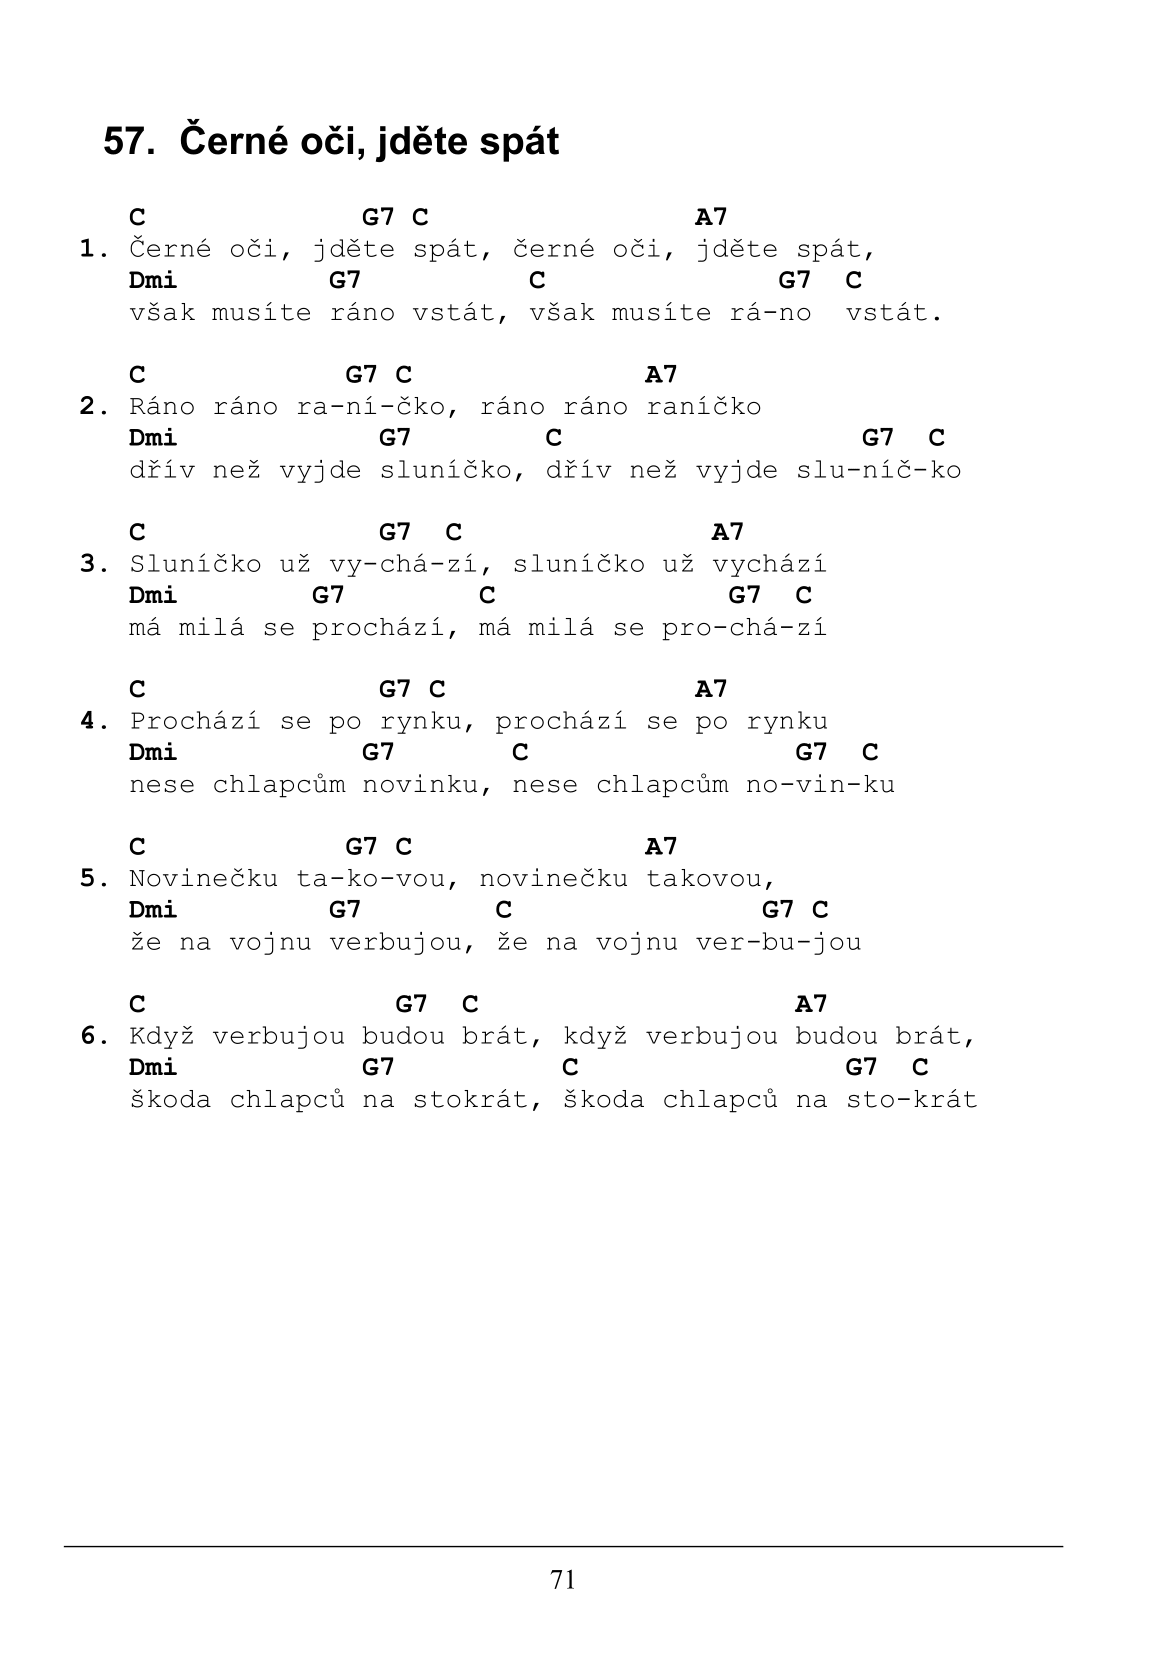 57. Černé oči, jděte spát
C G7 C A7
1. Černé oči, jděte spát, černé oči, jděte spát,
Dmi G7 C G7 C
však musíte ráno vstát, však musíte rá-no vstát.
C G7 C A7
2. Ráno ráno ra-ní-čko, ráno ráno raníčko
Dmi G7 C G7 C
dřív než vyjde sluníčko, dřív než vyjde slu-níč-ko
C G7 C A7
3. Sluníčko už vy-chá-zí, sluníčko už vychází
Dmi G7 C G7 C
má milá se prochází, má milá se pro-chá-zí
C G7 C A7
4. Prochází se po rynku, prochází se po rynku
Dmi G7 C G7 C
nese chlapcům novinku, nese chlapcům no-vin-ku
C G7 C A7
5. Novinečku ta-ko-vou, novinečku takovou,
Dmi G7 C G7 C
že na vojnu verbujou, že na vojnu ver-bu-jou
C G7 C A7
6. Když verbujou budou brát, když verbujou budou brát,
Dmi G7 C G7 C
škoda chlapců na stokrát, škoda chlapců na sto-krát
71